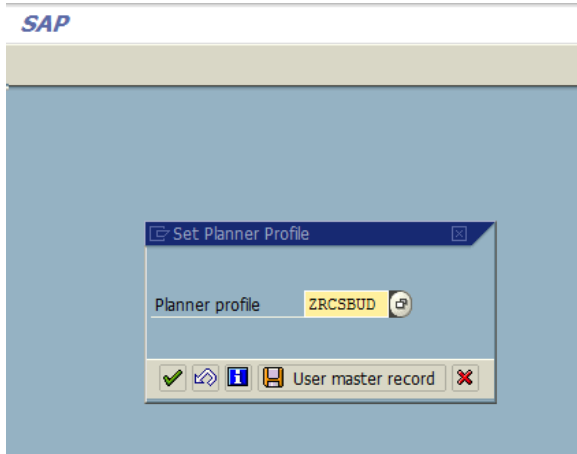 SAP
Set Planner Profile
Planner profile ZRCSBUD
User master record